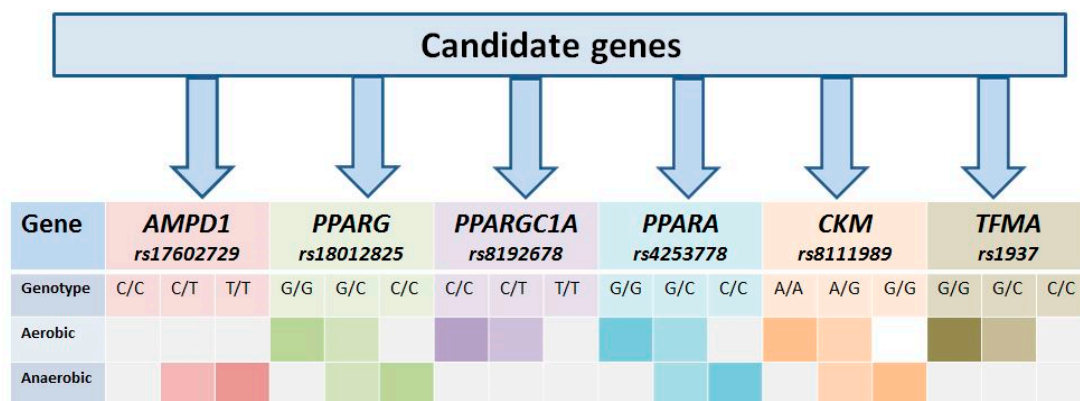 Candidate genes
Gene AMPD1 PPARG PPARGC1A PPARA CKM TFMA
rs17602729 rs18012825 rs8192678 rs4253778 rs8111989 rs1937
Genotype C/C C/T T/T G/G G/C C/C C/C C/T T/T G/G G/C C/C A/A A/G G/G G/G G/C C/C
Aerobic
Anaerobic